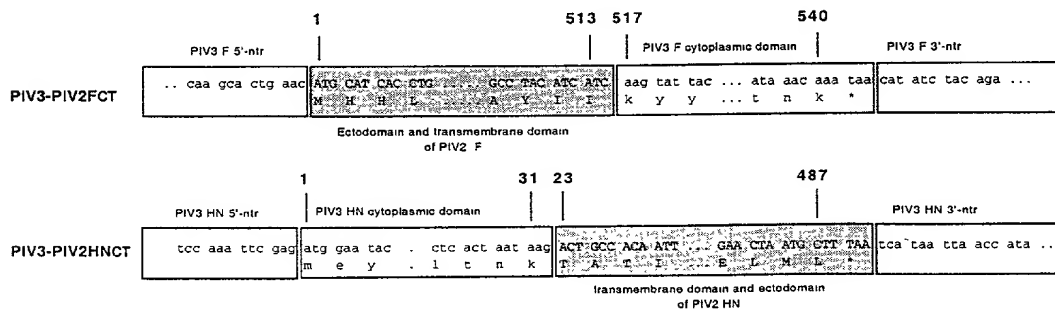 1 513 517 540
PIV3 F 5'-ntr PIV3 F cytoplasmic domain PIV3 F 3'-ntr
PIV3-PIV2FCT .. caa gca ctg aac ATG CAT CAC CTG ..... GCC TAC ATC ATC aag tat tac ... ata aac aaa taa cat atc tac aga ...
M H H L ..... A Y I I k y y ... t n k *
Ectodomain and transmembrane domain
of PIV2 F
1 31 23 487
PIV3 HN 5'-ntr PIV3 HN cytoplasmic domain PIV3 HN 3'-ntr
PIV3-PIV2HNCT tcc aaa ttc gag atg gaa tac . ctc act aat aag ACT GCC ACA ATT ... GAA CTA ATG CTT TAA tca taa tta acc ata ...
m e y . l t n k T A T I ... E L M L *
transmembrane domain and ectodomain
of PIV2 HN